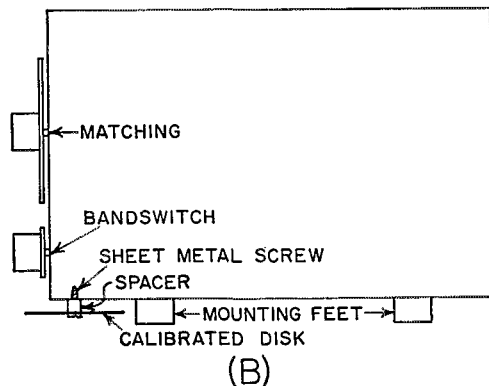 MATCHING
BANDSWITCH
SHEET METAL SCREW
SPACER
MOUNTING FEET
CALIBRATED DISK
(B)